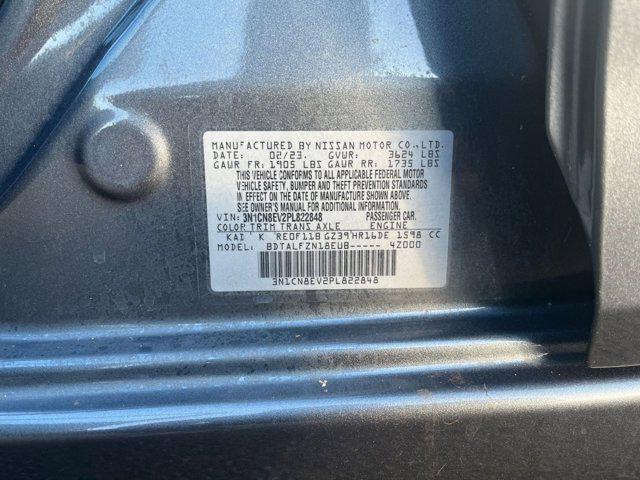 MANUFACTURED BY NISSAN MOTOR CO.,LTD.
DATE: 02/23. GVWR: 3624 LBS
GAWR FR: 1905 LBS GAWR RR: 1735 LBS
THIS VEHICLE CONFORMS TO ALL APPLICABLE FEDERAL MOTOR
VEHICLE SAFETY, BUMPER AND THEFT PREVENTION STANDARDS
IN EFFECT ON THE DATE OF MANUFACTURE SHOWN ABOVE.
SEE OWNER'S MANUAL FOR ADDITIONAL INFORMATION.
VIN: 3N1CN8EV2PL822848 PASSENGER CAR.
COLOR TRIM TRANS AXLE ENGINE
KAI ' K 'RE0F11B GZ39'HR16DE 1598 CC
MODEL: BDTALFZN18EUB----- 4Z000
3N1CN8EV2PL822848